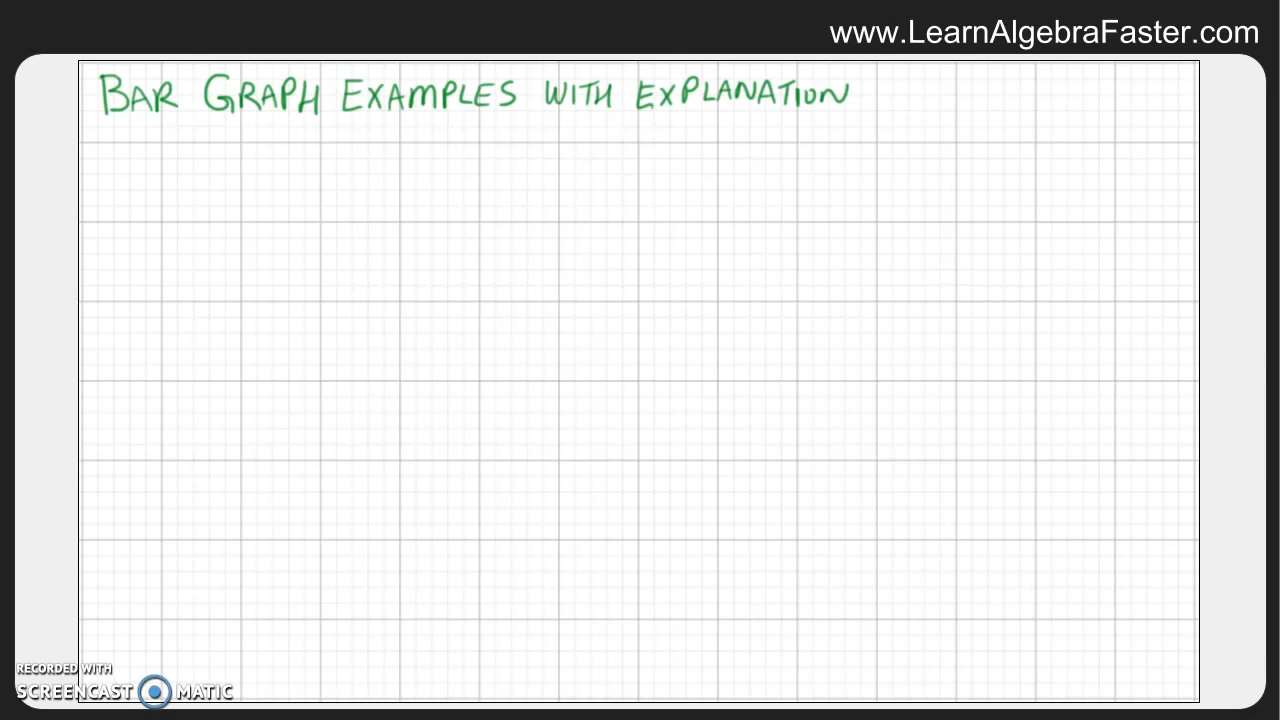 www.LearnAlgebraFaster.com
BAR GRAPH EXAMPLES WITH EXPLANATION
RECORDED WITH
SCREENCAST MATIC